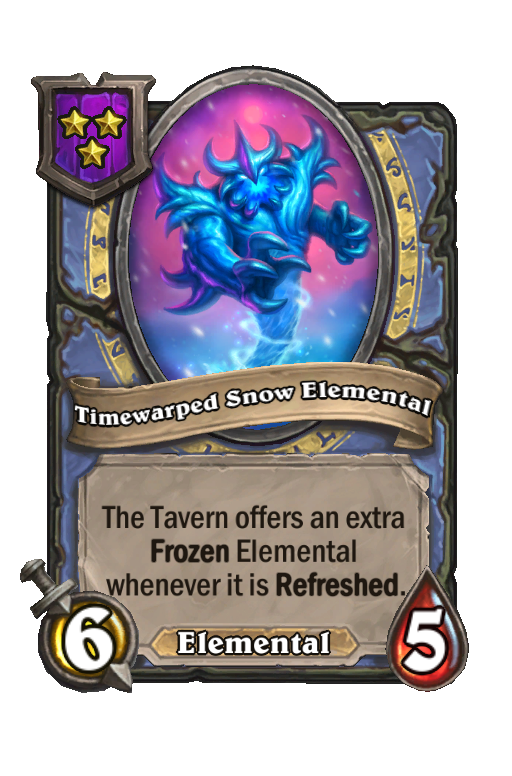 Timewarped Snow Elemental
The Tavern offers an extra
Frozen Elemental
whenever it is Refreshed.
6
Elemental
5